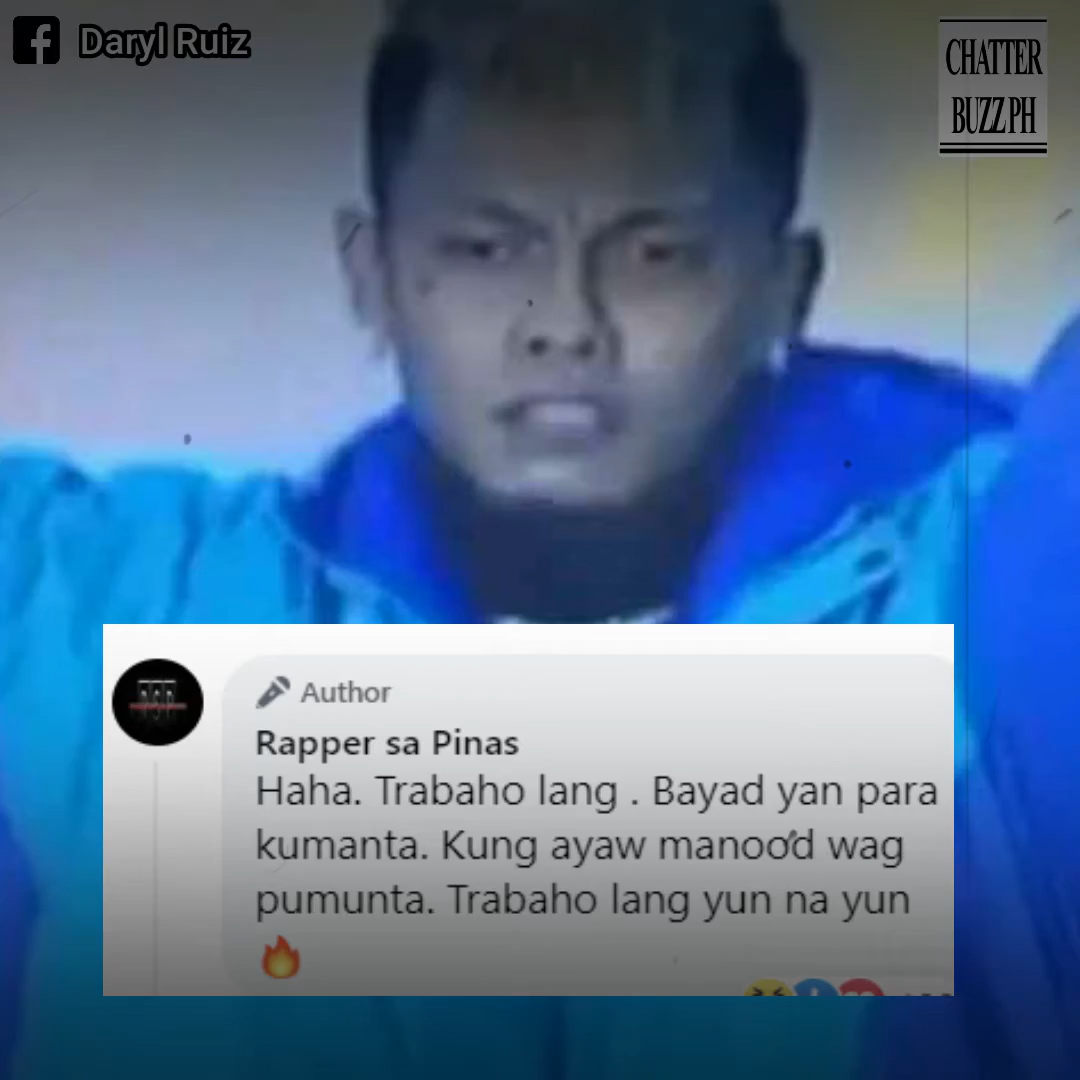 Daryl Ruiz
CHATTER
BUZZ PH
Author
Rapper sa Pinas
Haha. Trabaho lang . Bayad yan para
kumanta. Kung ayaw manood wag
pumunta. Trabaho lang yun na yun
🔥